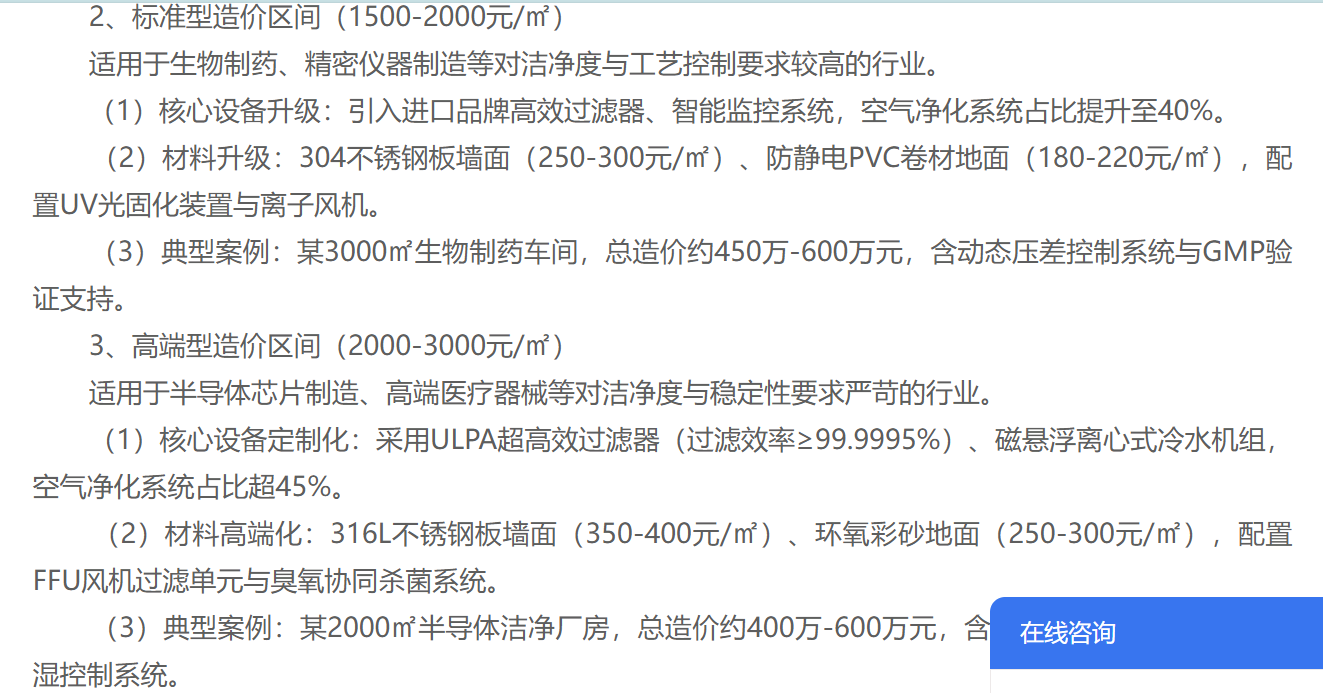 2、标准型造价区间（1500-2000元/㎡）
适用于生物制药、精密仪器制造等对洁净度与工艺控制要求较高的行业。
（1）核心设备升级：引入进口品牌高效过滤器、智能监控系统，空气净化系统占比提升至40%。
（2）材料升级：304不锈钢板墙面（250-300元/㎡）、防静电PVC卷材地面（180-220元/㎡），配
置UV光固化装置与离子风机。
（3）典型案例：某3000㎡生物制药车间，总造价约450万-600万元，含动态压差控制系统与GMP验
证支持。
3、高端型造价区间（2000-3000元/㎡）
适用于半导体芯片制造、高端医疗器械等对洁净度与稳定性要求严苛的行业。
（1）核心设备定制化：采用ULPA超高效过滤器（过滤效率≥99.9995%）、磁悬浮离心式冷水机组，
空气净化系统占比超45%。
（2）材料高端化：316L不锈钢板墙面（350-400元/㎡）、环氧彩砂地面（250-300元/㎡），配置
FFU风机过滤单元与臭氧协同杀菌系统。
（3）典型案例：某2000㎡半导体洁净厂房，总造价约400万-600万元，含
在线咨询
湿控制系统。